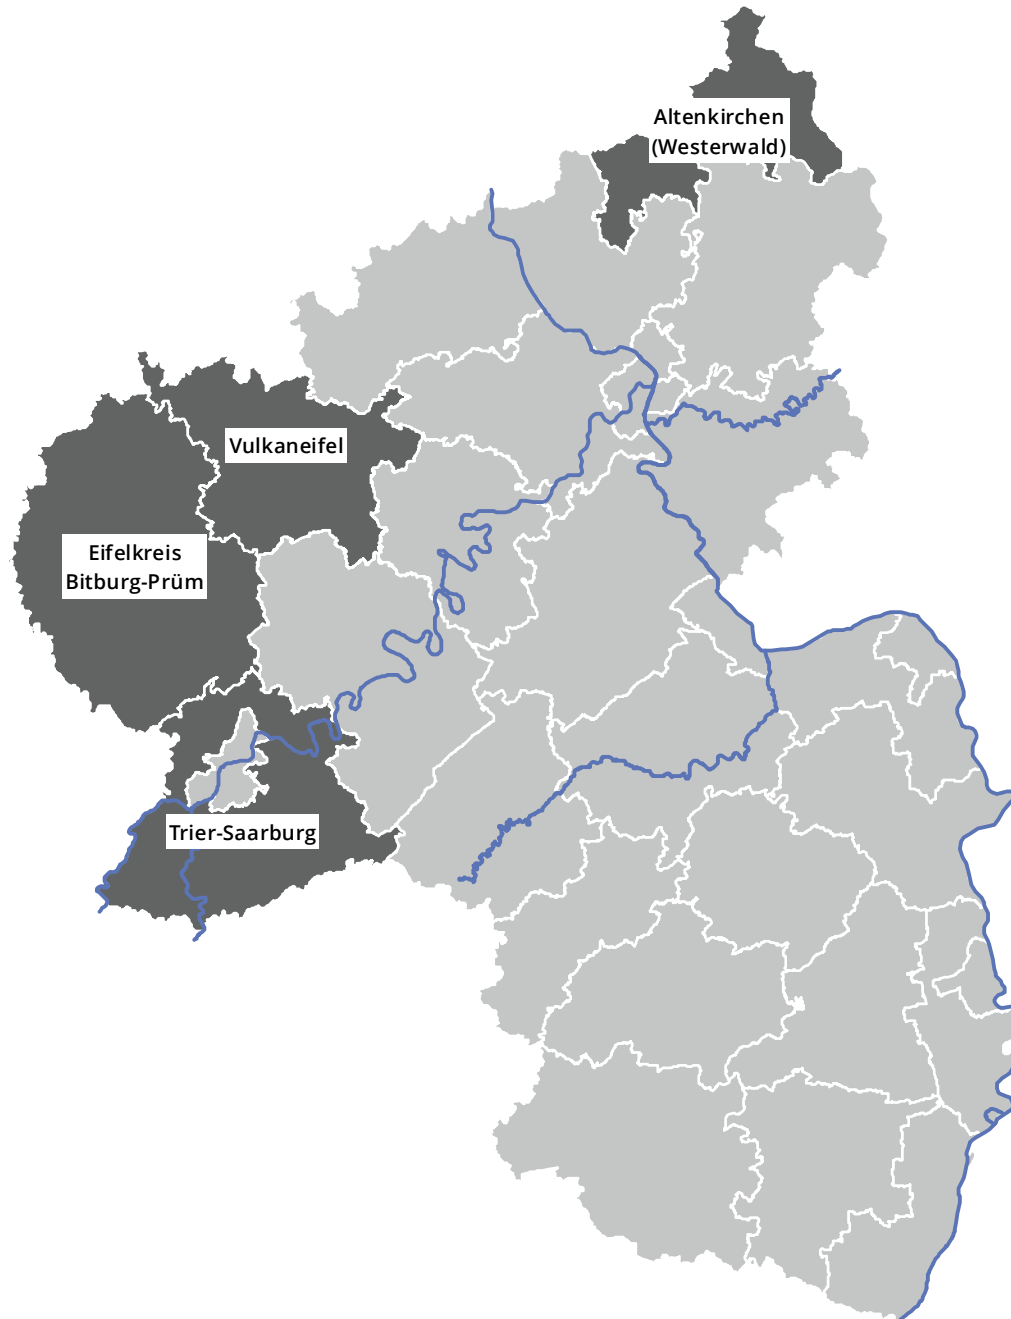 Altenkirchen
(Westerwald)
Vulkaneifel
Eifelkreis
Bitburg-Prüm
Trier-Saarburg